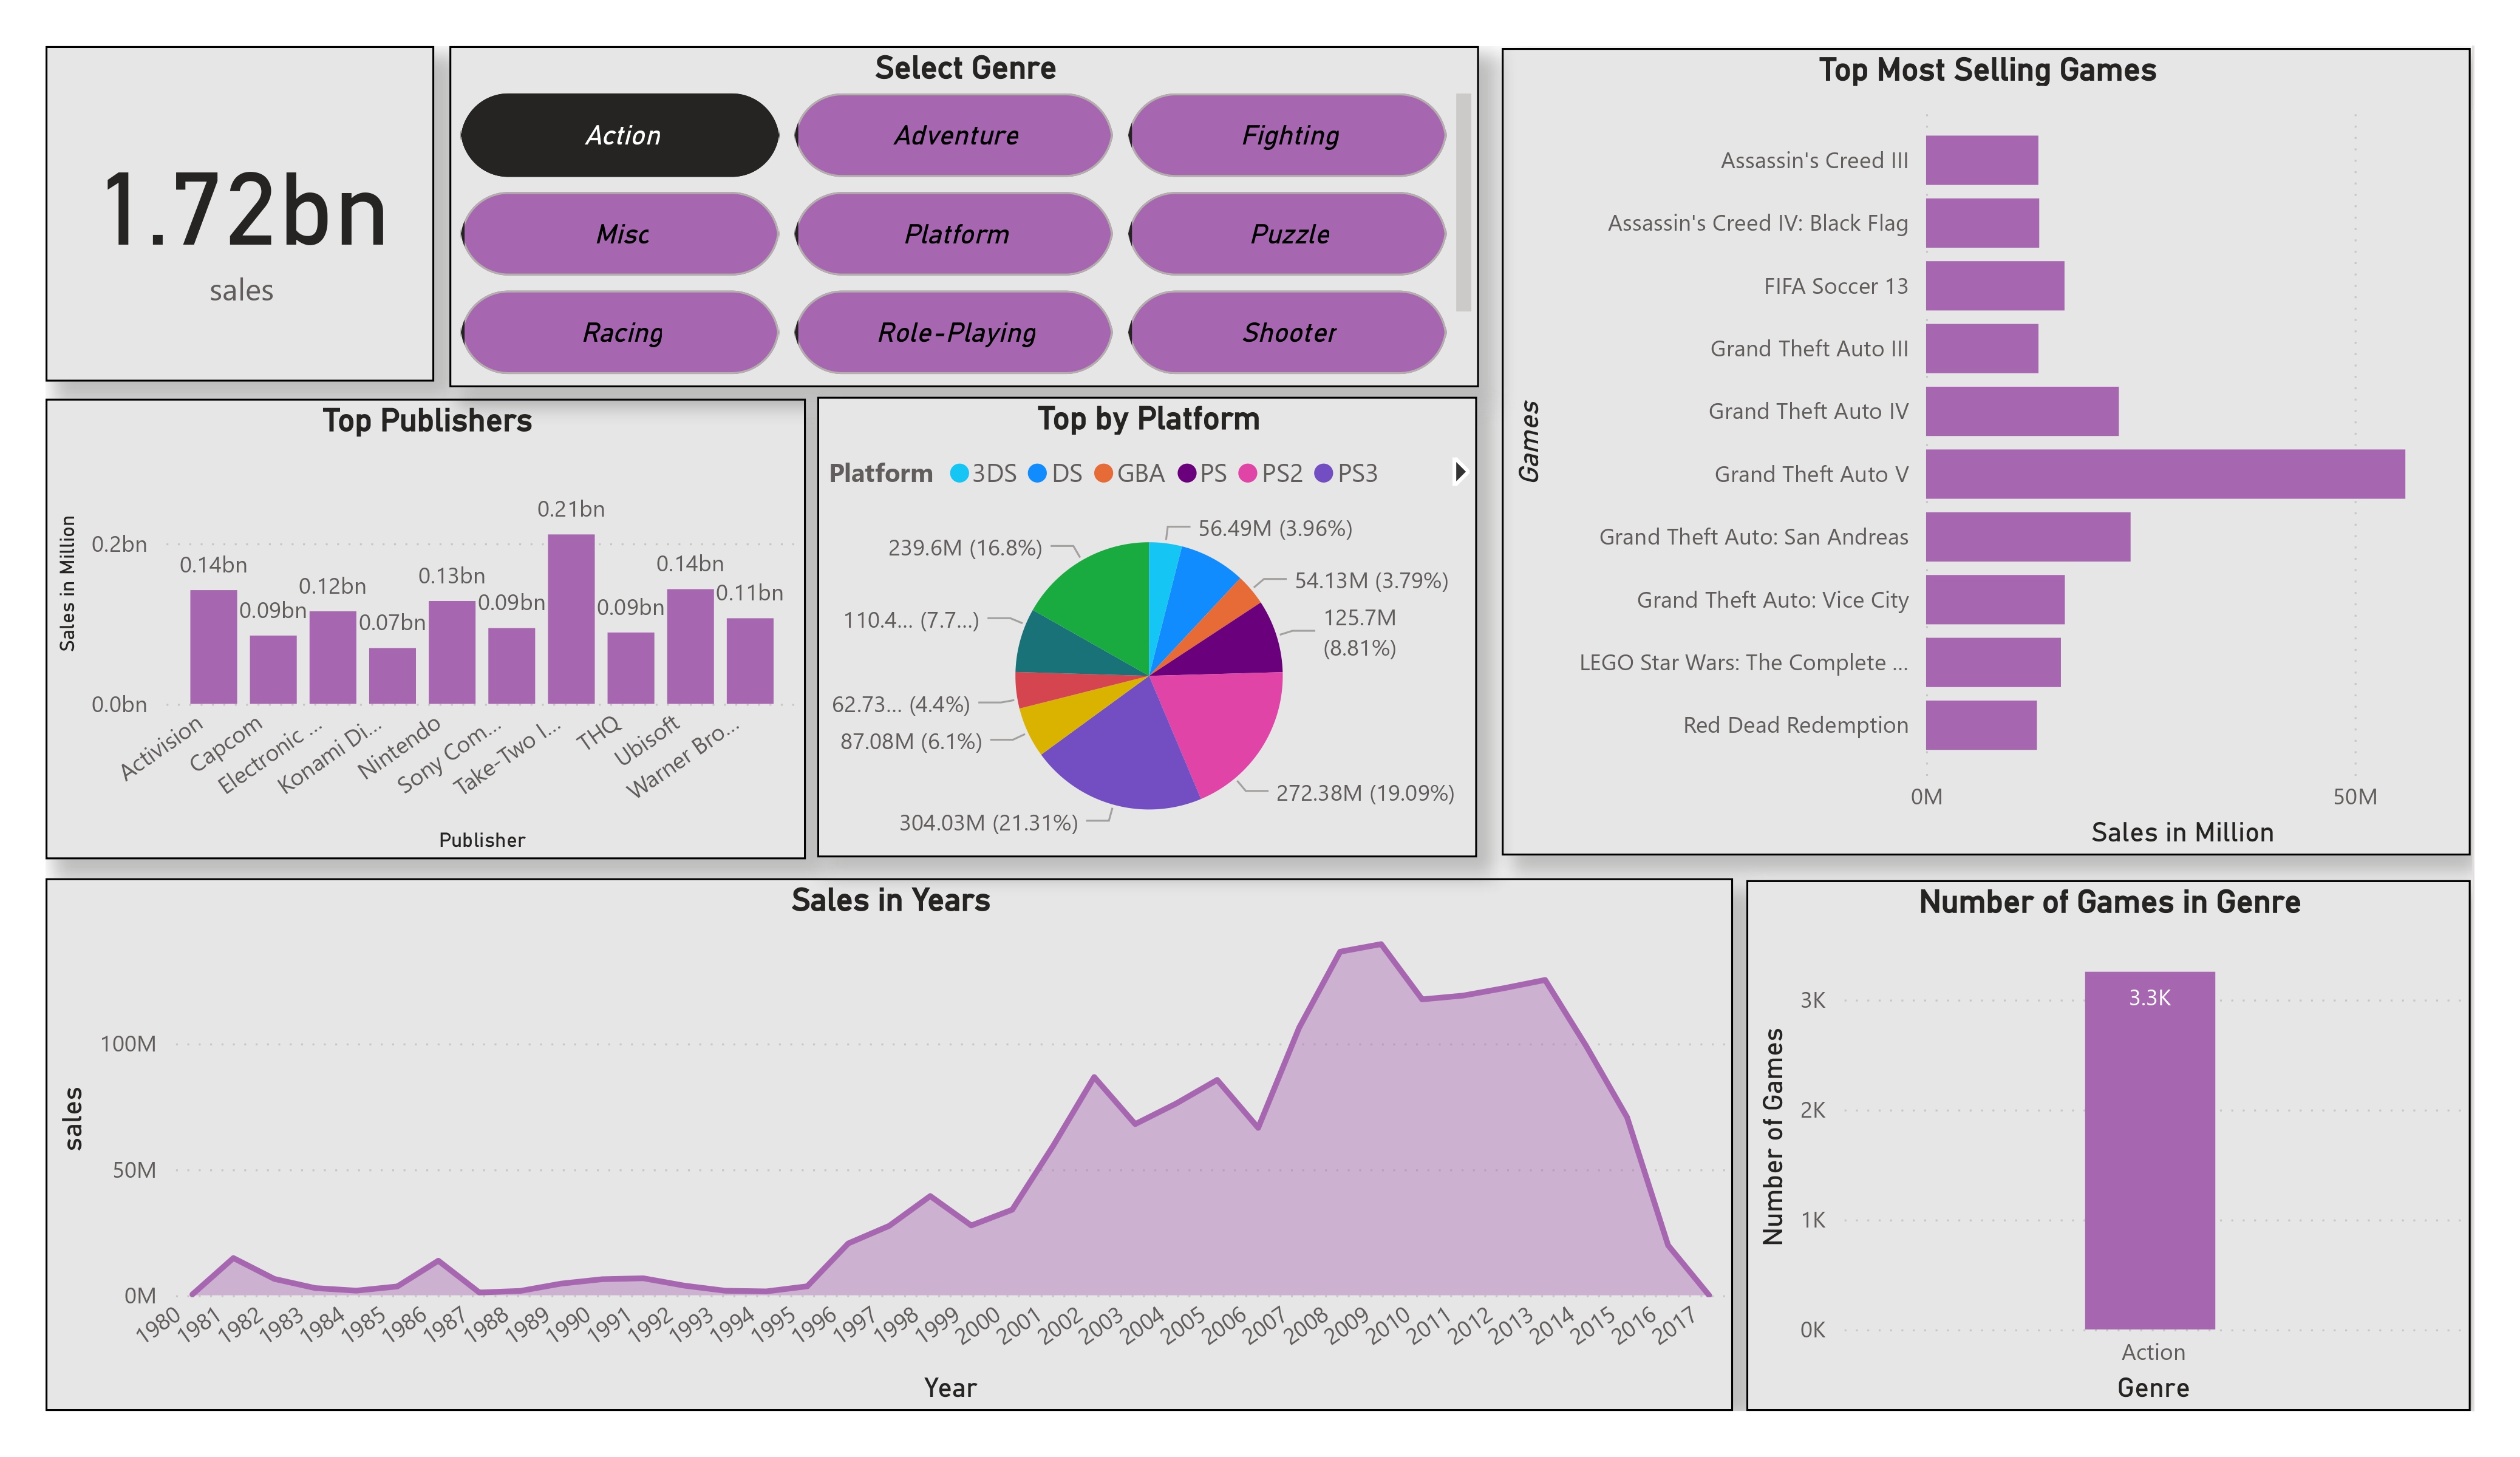 1.72bn
sales
Select Genre
Action
Adventure
Fighting
Misc
Platform
Puzzle
Racing
Role-Playing
Shooter
Top Most Selling Games
Games
Assassin's Creed III
Assassin's Creed IV: Black Flag
FIFA Soccer 13
Grand Theft Auto III
Grand Theft Auto IV
Grand Theft Auto V
Grand Theft Auto: San Andreas
Grand Theft Auto: Vice City
LEGO Star Wars: The Complete ...
Red Dead Redemption
0M
50M
Sales in Million
Top Publishers
Sales in Million
0.2bn
0.0bn
0.14bn
0.09bn
0.12bn
0.07bn
0.13bn
0.09bn
0.21bn
0.09bn
0.14bn
0.11bn
Activision
Capcom
Electronic ...
Konami Di...
Nintendo
Sony Com...
Take-Two I...
THQ
Ubisoft
Warner Bro...
Publisher
Top by Platform
Platform 3DS DS GBA PS PS2 PS3
56.49M (3.96%)
54.13M (3.79%)
125.7M
(8.81%)
272.38M (19.09%)
304.03M (21.31%)
87.08M (6.1%)
62.73... (4.4%)
110.4... (7.7...)
239.6M (16.8%)
Sales in Years
sales
100M
50M
0M
1980
1981
1982
1983
1984
1985
1986
1987
1988
1989
1990
1991
1992
1993
1994
1995
1996
1997
1998
1999
2000
2001
2002
2003
2004
2005
2006
2007
2008
2009
2010
2011
2012
2013
2014
2015
2016
2017
Year
Number of Games in Genre
Number of Games
3K
2K
1K
0K
3.3K
Action
Genre